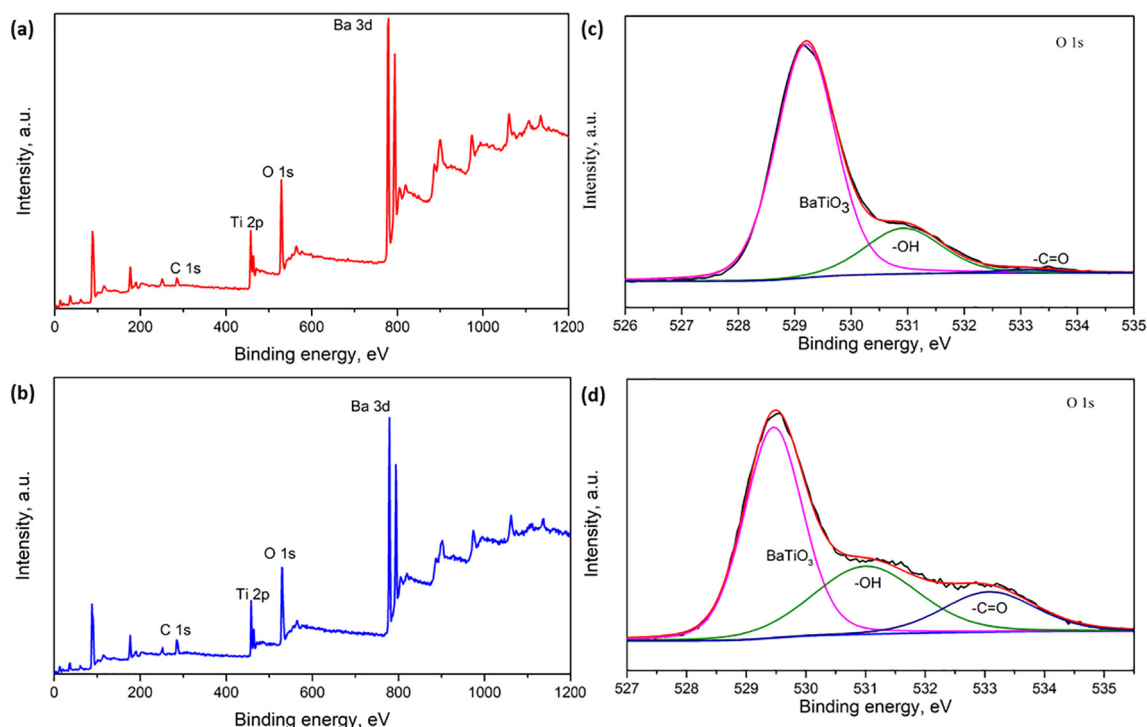 (a)
Ba 3d
O 1s
Ti 2p
C 1s
Intensity, a.u.
0 200 400 600 800 1000 1200
Binding energy, eV
(c)
O 1s
BaTiO3
-OH
-C=O
Intensity, a.u.
526 527 528 529 530 531 532 533 534 535
Binding energy, eV
(b)
Ba 3d
O 1s
Ti 2p
C 1s
Intensity, a.u.
0 200 400 600 800 1000 1200
Binding energy, eV
(d)
O 1s
BaTiO3
-OH
-C=O
Intensity, a.u.
527 528 529 530 531 532 533 534 535
Binding energy, eV